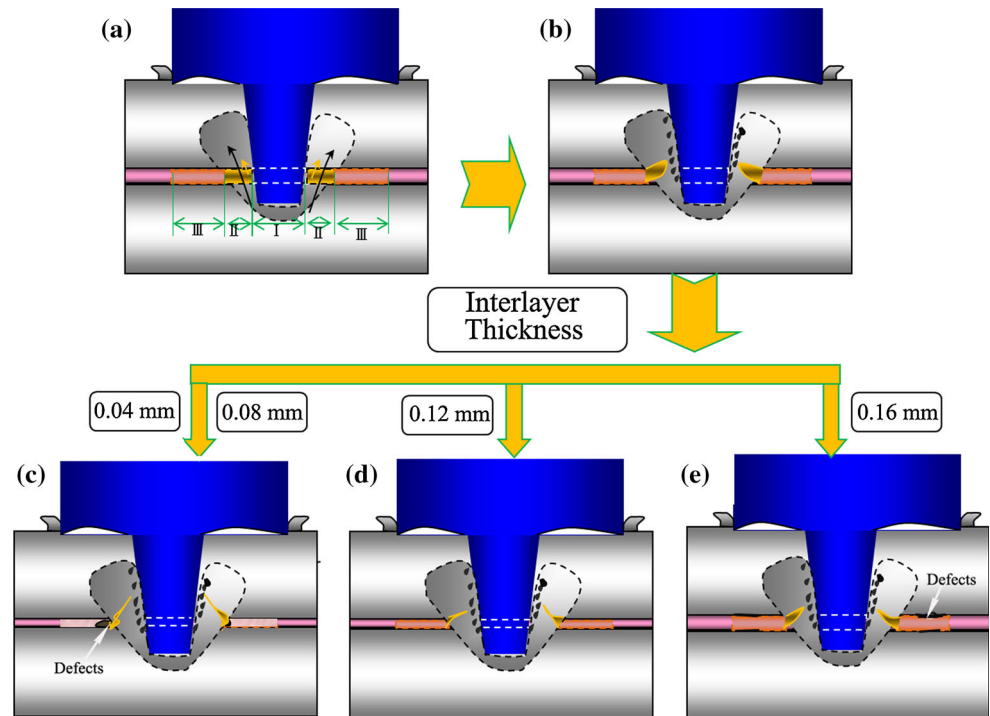 (a)
(b)
Ⅲ Ⅱ Ⅰ Ⅱ Ⅲ
Interlayer
Thickness
0.04 mm
0.08 mm
0.12 mm
0.16 mm
(c)
(d)
(e)
Defects
Defects